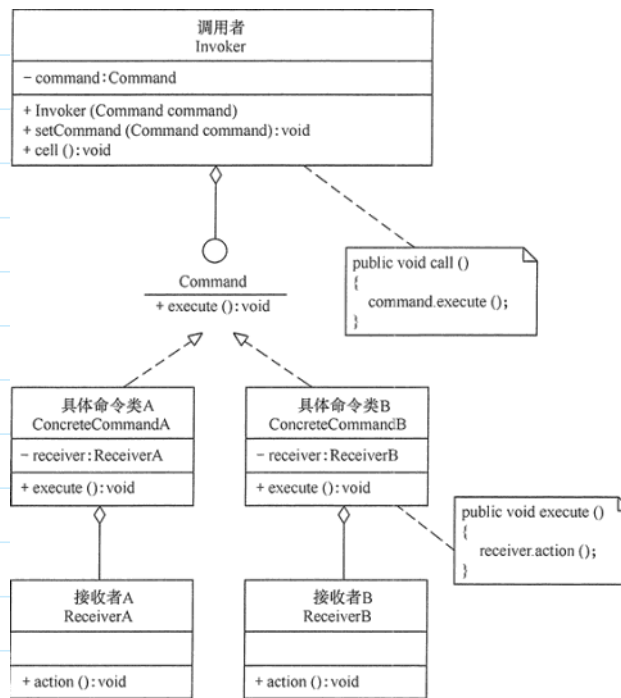 调用者
Invoker
- command:Command
+ Invoker (Command command)
+ setCommand (Command command):void
+ cell ():void
Command
+ execute ():void
public void call ()
{
command.execute ();
}
具体命令类A
ConcreteCommandA
- receiver:ReceiverA
+ execute ():void
具体命令类B
ConcreteCommandB
- receiver:ReceiverB
+ execute ():void
public void execute ()
{
receiver.action ();
}
接收者A
ReceiverA
+ action ():void
接收者B
ReceiverB
+ action ():void